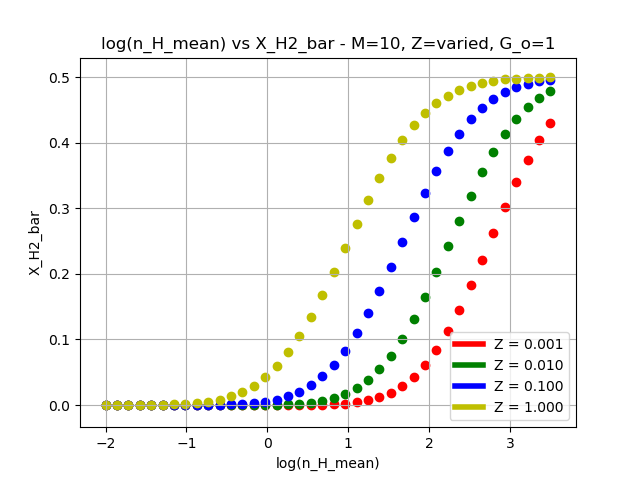 log(n_H_mean) vs X_H2_bar - M=10, Z=varied, G_o=1
X_H2_bar
0.5
0.4
0.3
0.2
0.1
0.0
Z = 0.001
Z = 0.010
Z = 0.100
Z = 1.000
−2
−1
0
1
2
3
log(n_H_mean)